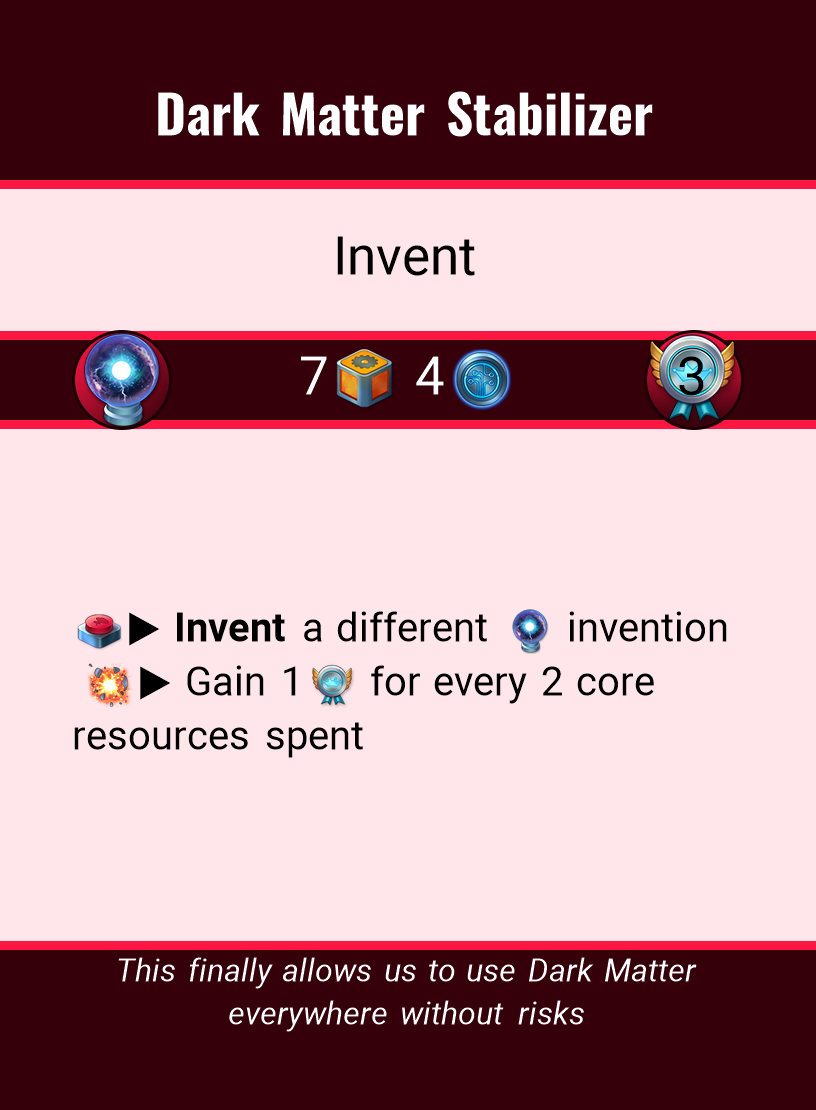 Dark Matter Stabilizer
Invent
7 4
3
Invent a different invention
Gain 1 for every 2 core
resources spent
This finally allows us to use Dark Matter
everywhere without risks